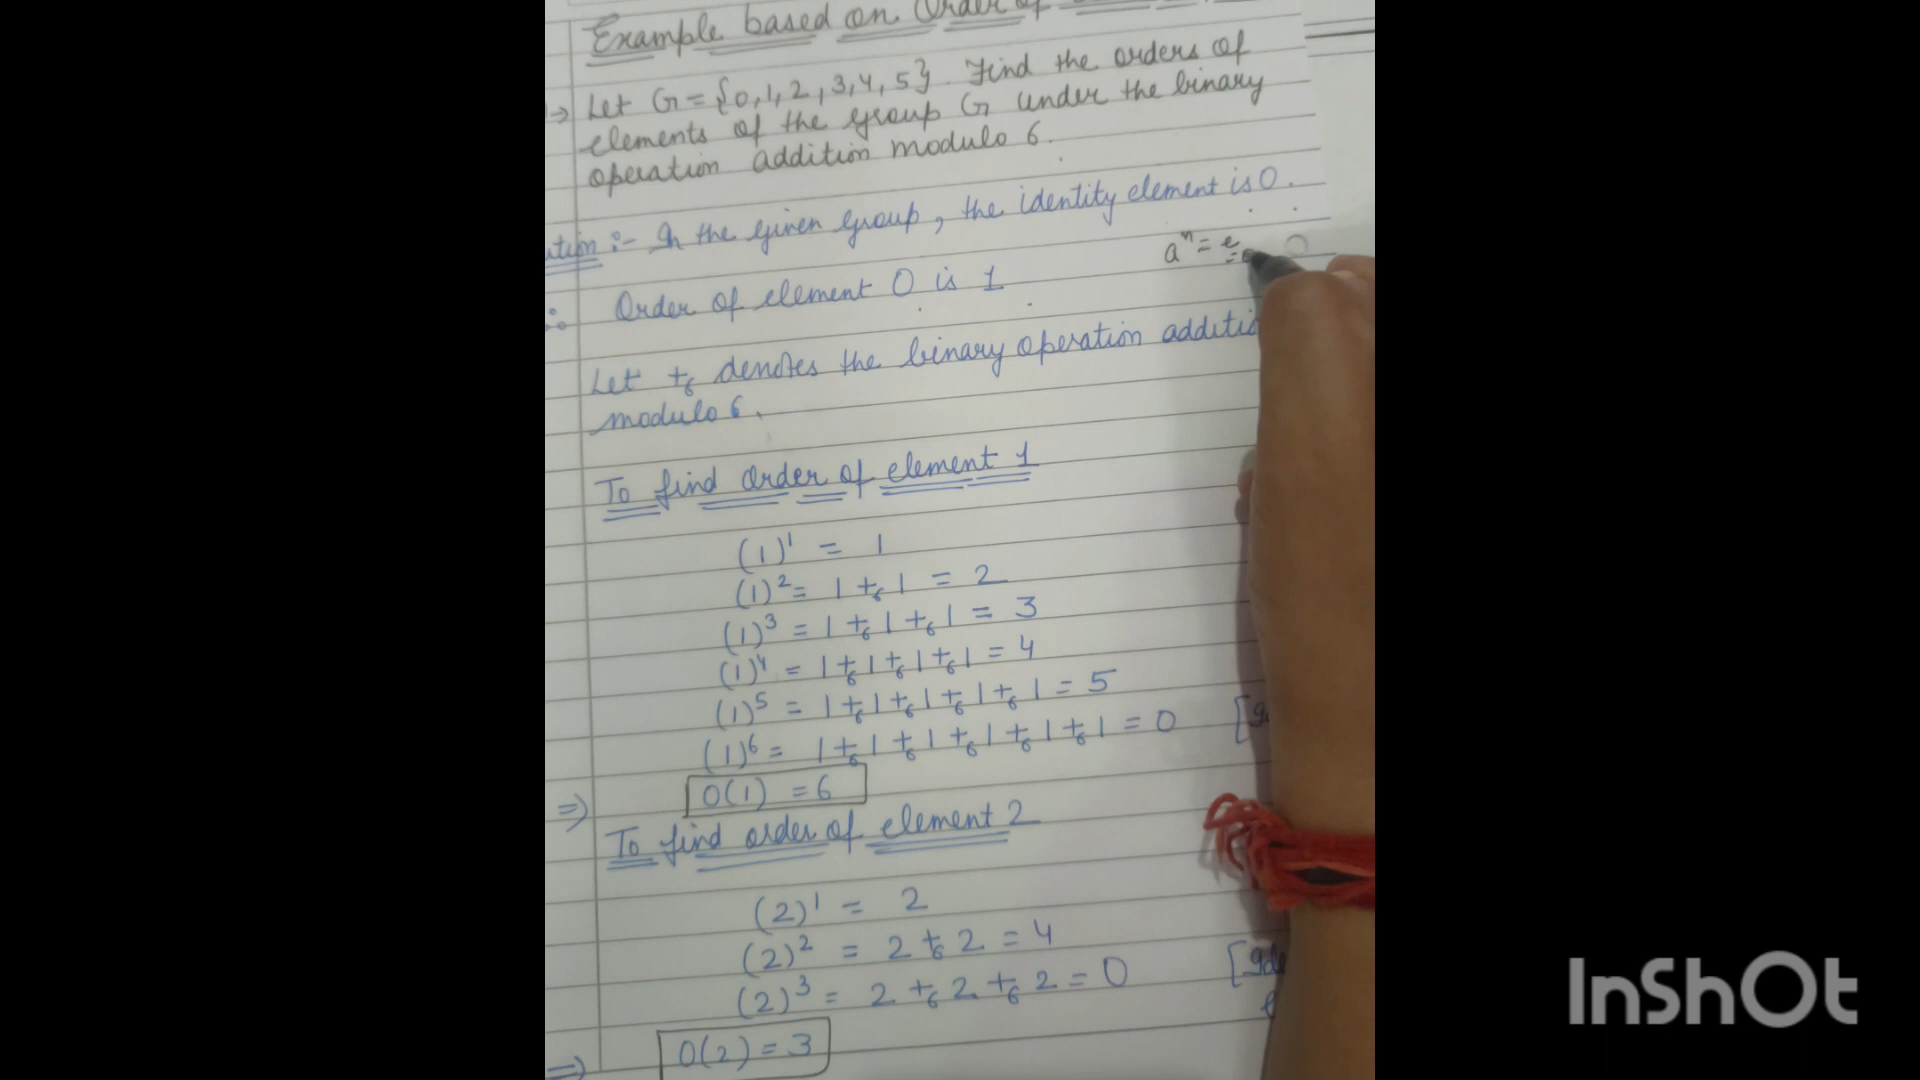 Example based on Order of
→ Let G = {0,1,2,3,4,5}. Find the orders of
elements of the group G under the binary
operation addition modulo 6.
ution :- In the given group, the identity element is 0.
aⁿ = e
∴ Order of element 0 is 1
Let +₆ denotes the binary operation additio
modulo 6.
To find order of element 1
(1)¹ = 1
(1)² = 1 +₆ 1 = 2
(1)³ = 1 +₆ 1 +₆ 1 = 3
(1)⁴ = 1 +₆ 1 +₆ 1 +₆ 1 = 4
(1)⁵ = 1 +₆ 1 +₆ 1 +₆ 1 +₆ 1 = 5
(1)⁶ = 1 +₆ 1 +₆ 1 +₆ 1 +₆ 1 +₆ 1 = 0
⇒ O(1) = 6
To find order of element 2
(2)¹ = 2
(2)² = 2 +₆ 2 = 4
(2)³ = 2 +₆ 2 +₆ 2 = 0 [Ide
⇒ O(2) = 3
InShOt